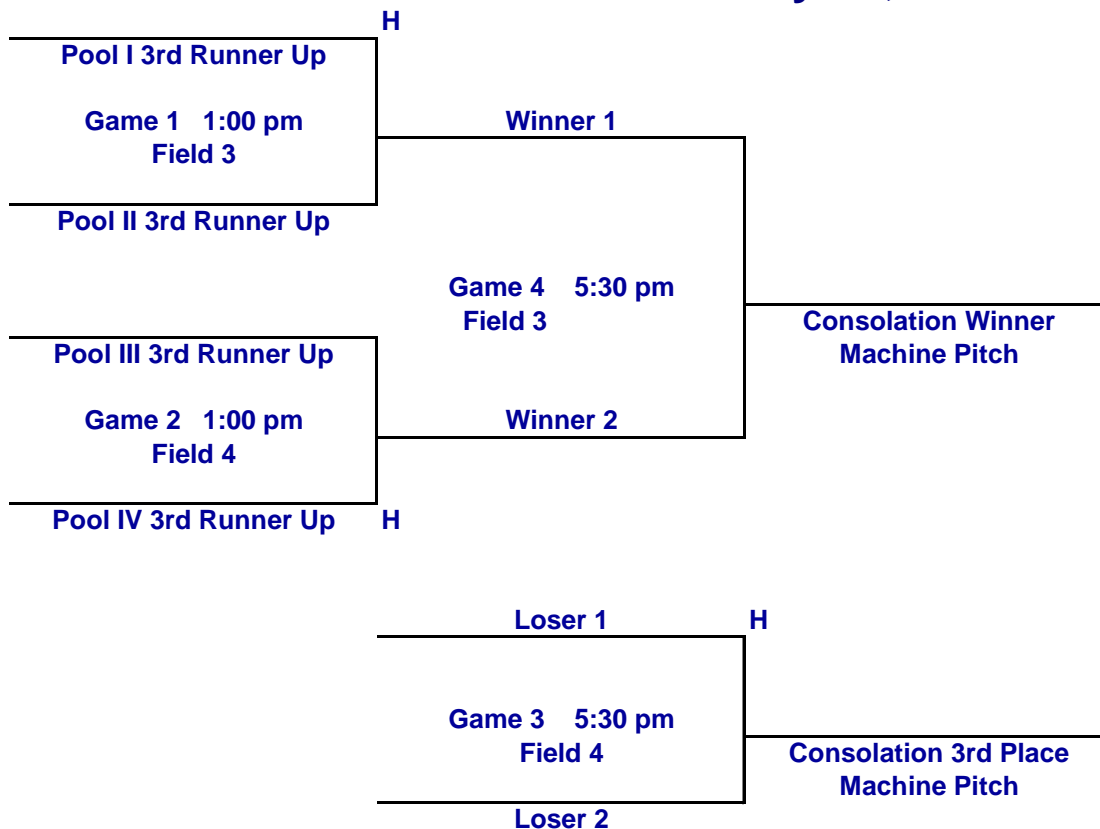 H
Pool I 3rd Runner Up
Game 1 1:00 pm
Field 3
Winner 1
Pool II 3rd Runner Up
Game 4 5:30 pm
Field 3
Consolation Winner
Machine Pitch
Pool III 3rd Runner Up
Game 2 1:00 pm
Field 4
Winner 2
Pool IV 3rd Runner Up H
Loser 1 H
Game 3 5:30 pm
Field 4
Consolation 3rd Place
Machine Pitch
Loser 2